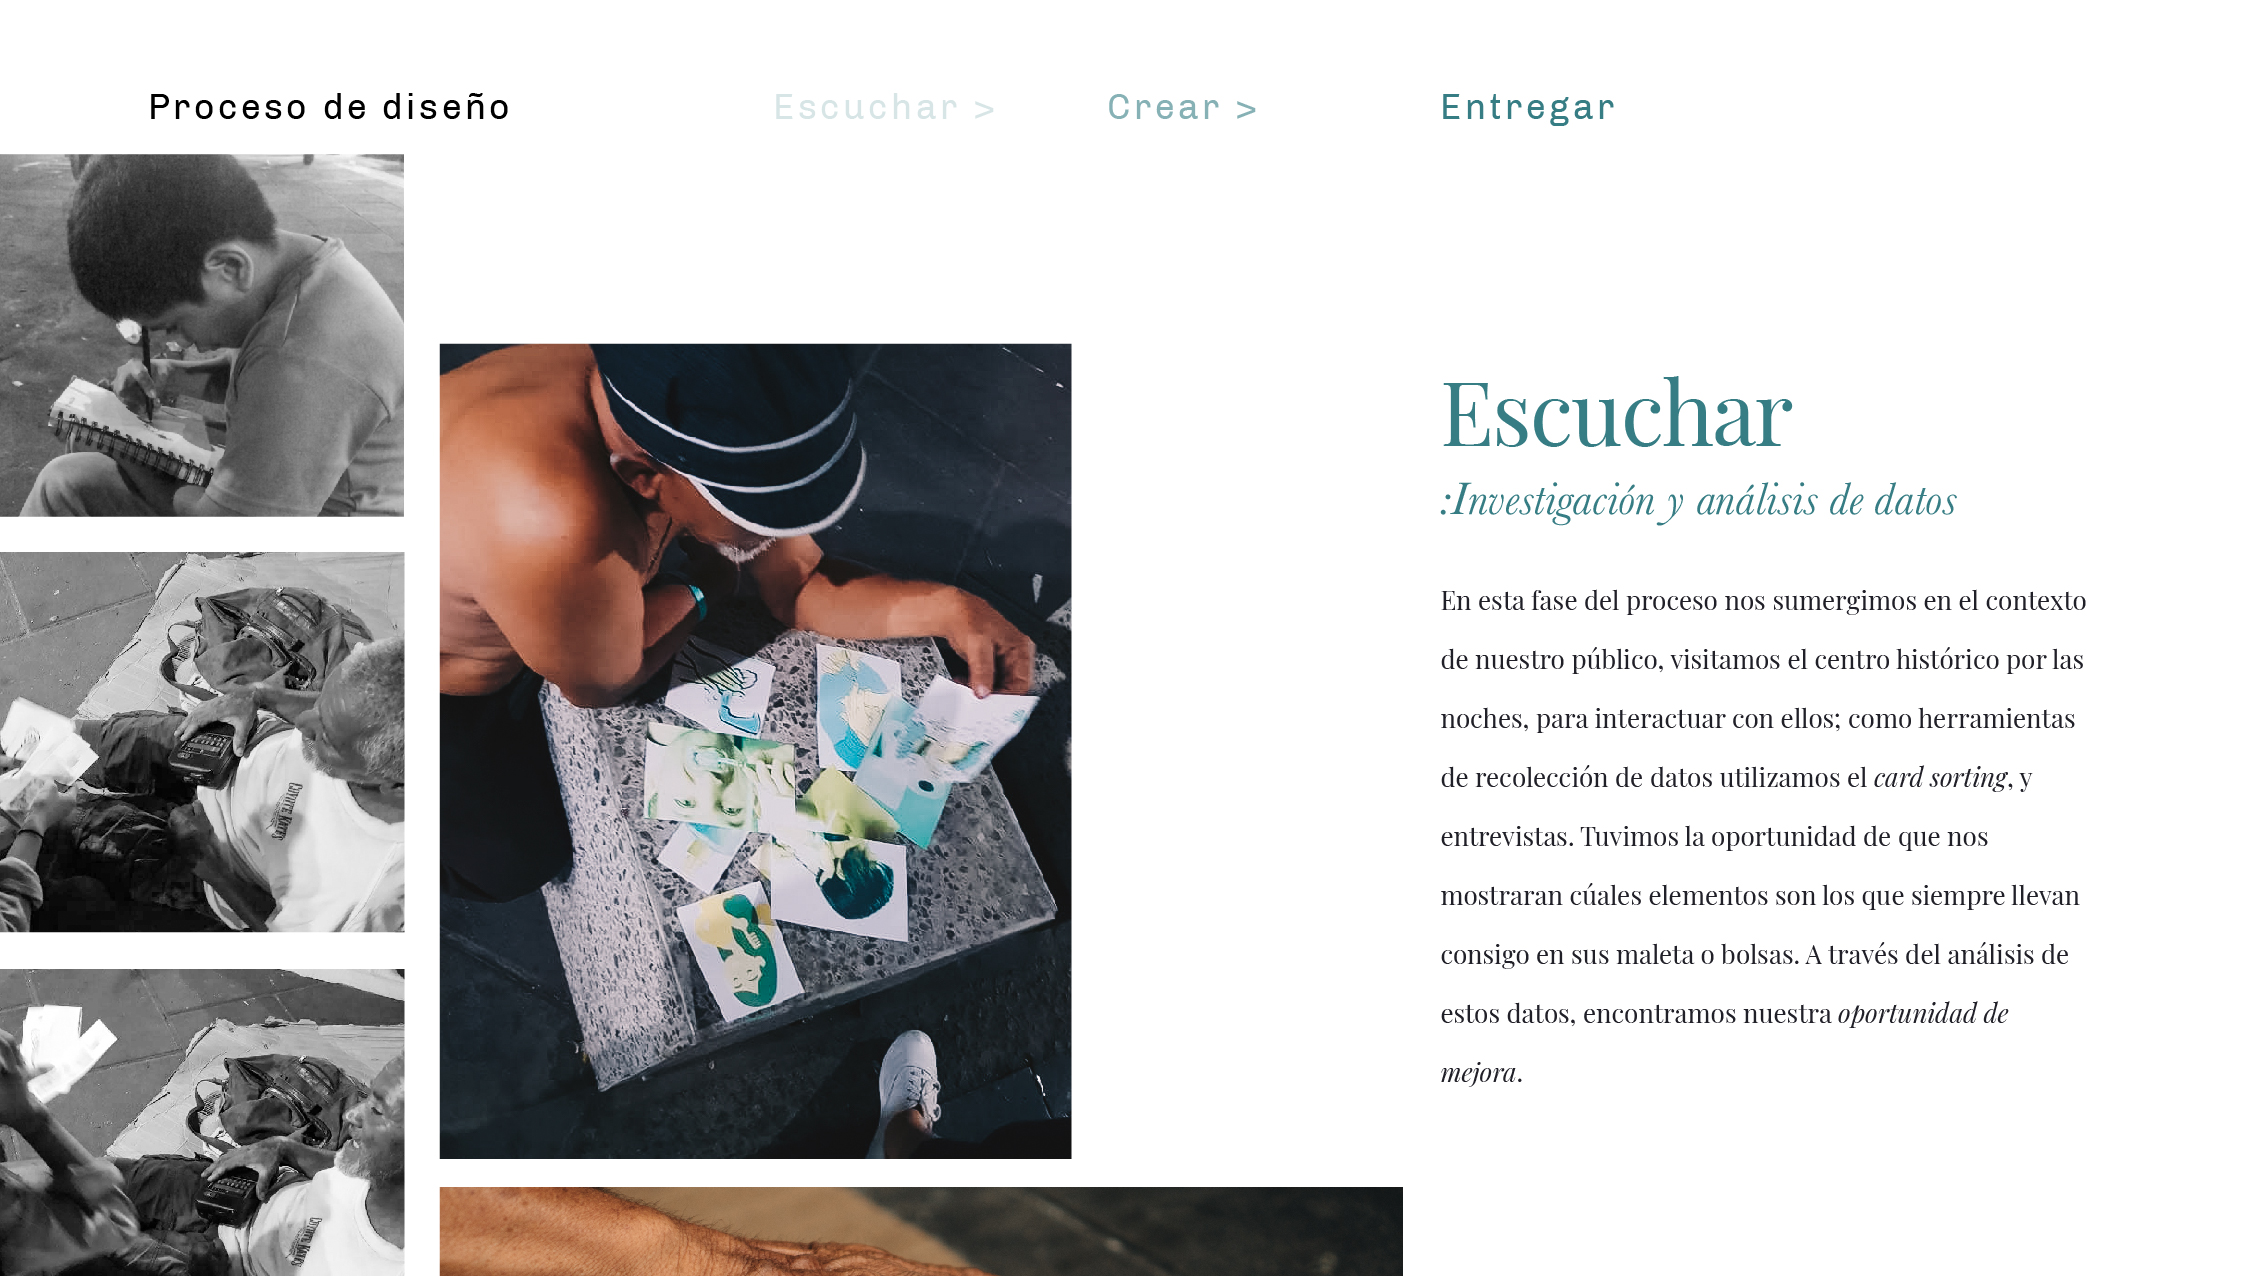 Proceso de diseño
Escuchar >
Crear >
Entregar
Escuchar
:Investigación y análisis de datos
En esta fase del proceso nos sumergimos en el contexto
de nuestro público, visitamos el centro histórico por las
noches, para interactuar con ellos; como herramientas
de recolección de datos utilizamos el card sorting, y
entrevistas. Tuvimos la oportunidad de que nos
mostraran cúales elementos son los que siempre llevan
consigo en sus maleta o bolsas. A través del análisis de
estos datos, encontramos nuestra oportunidad de
mejora.
COYOTE KATES
COYOTE KATES